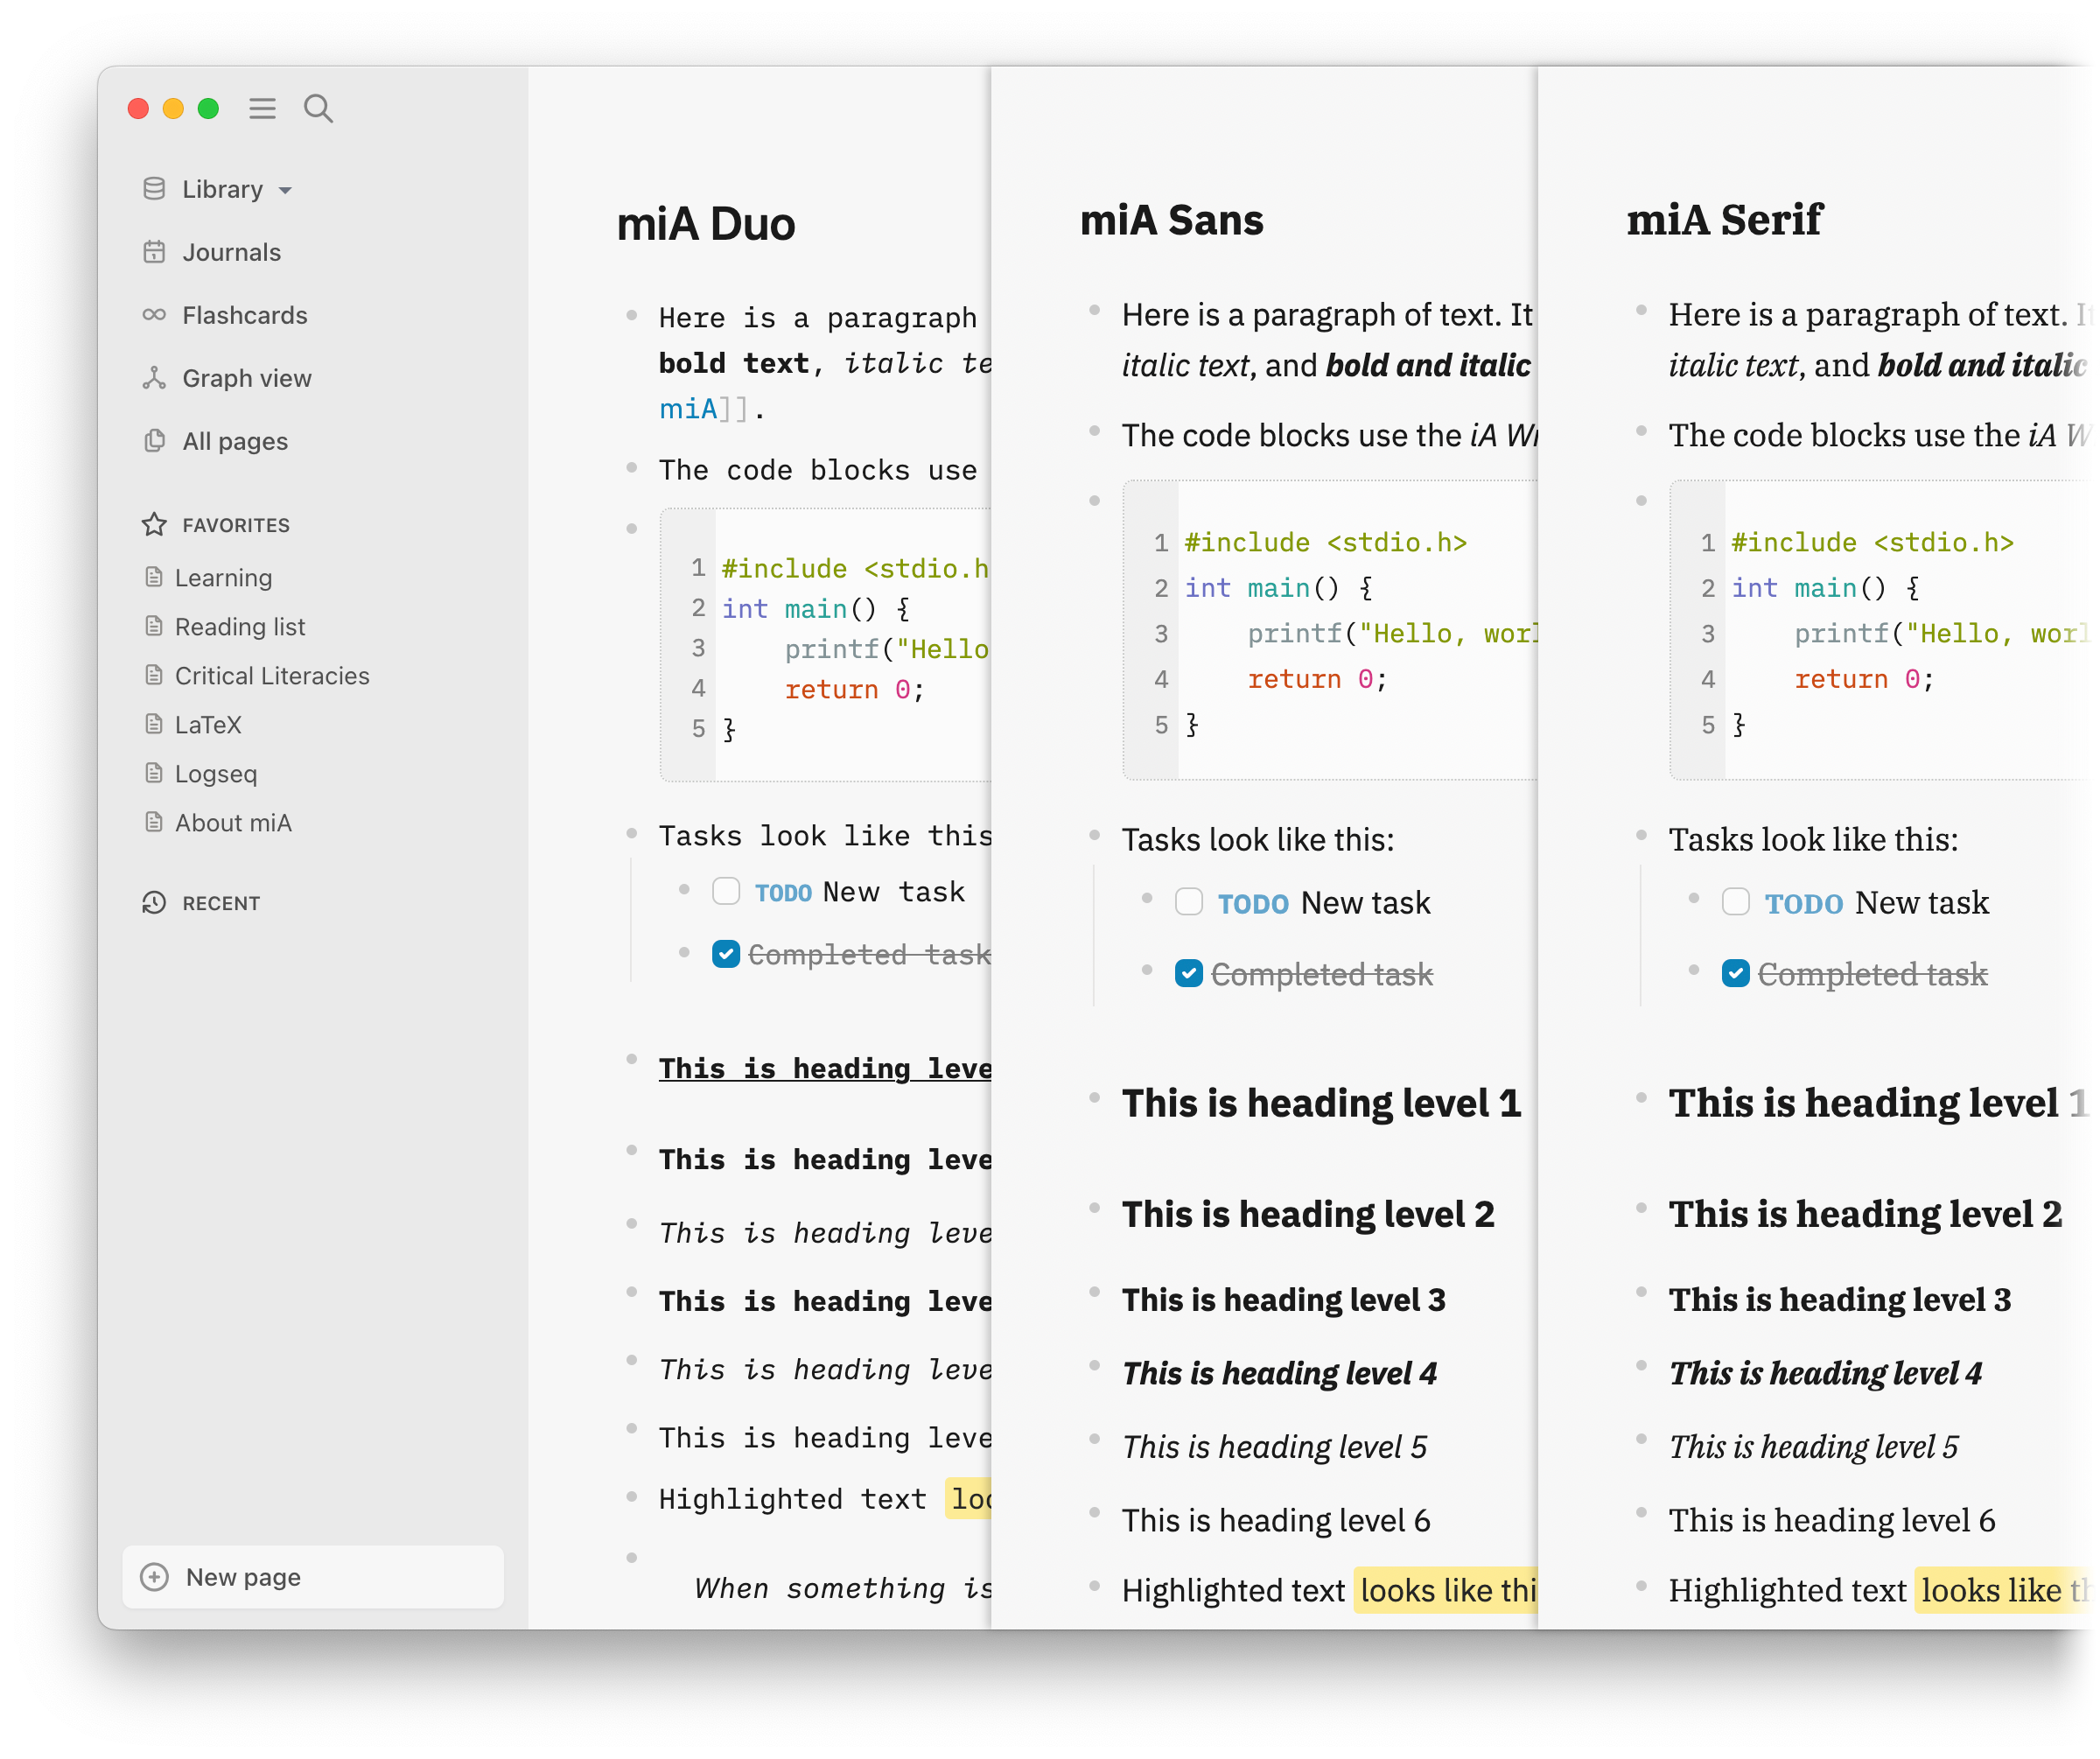 Library
Journals
Flashcards
Graph view
All pages
FAVORITES
Learning
Reading list
Critical Literacies
LaTeX
Logseq
About miA
RECENT
New page
miA Duo
Here is a paragraph
bold text, italic te
miA]].
The code blocks use
1 #include <stdio.h
2 int main() {
3 printf("Hello
4 return 0;
5 }
Tasks look like this
TODO New task
Completed task
This is heading leve
This is heading leve
This is heading leve
This is heading leve
This is heading leve
This is heading leve
Highlighted text loo
When something is
miA Sans
Here is a paragraph of text. It
italic text, and bold and italic
The code blocks use the iA Wr
1 #include <stdio.h>
2 int main() {
3 printf("Hello, worl
4 return 0;
5 }
Tasks look like this:
TODO New task
Completed task
This is heading level 1
This is heading level 2
This is heading level 3
This is heading level 4
This is heading level 5
This is heading level 6
Highlighted text looks like thi
miA Serif
Here is a paragraph of text. It
italic text, and bold and italic
The code blocks use the iA W
1 #include <stdio.h>
2 int main() {
3 printf("Hello, worl
4 return 0;
5 }
Tasks look like this:
TODO New task
Completed task
This is heading level 1
This is heading level 2
This is heading level 3
This is heading level 4
This is heading level 5
This is heading level 6
Highlighted text looks like th